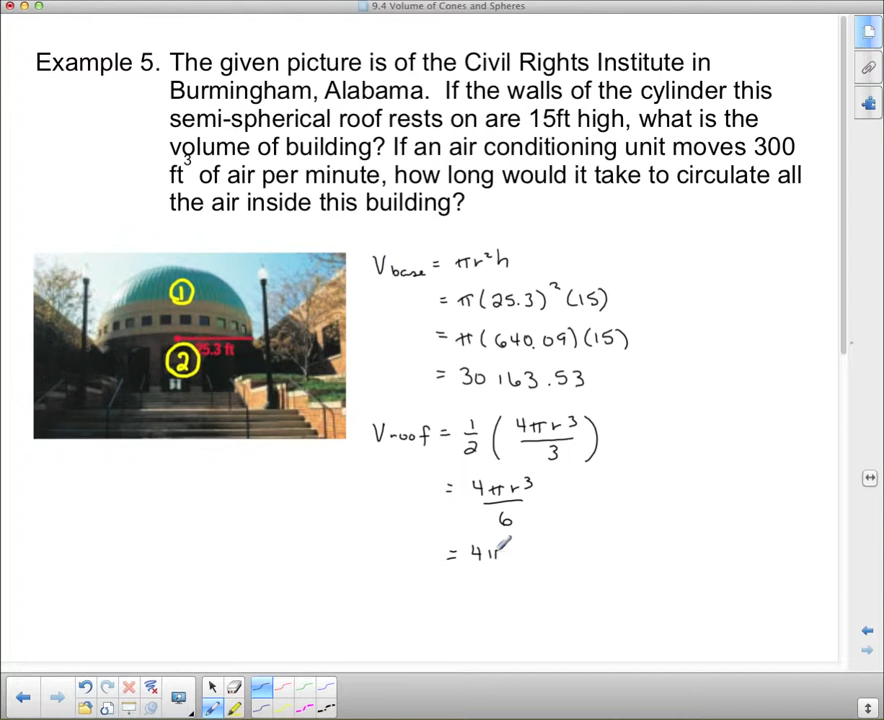 9.4 Volume of Cones and Spheres
Example 5. The given picture is of the Civil Rights Institute in
Burmingham, Alabama. If the walls of the cylinder this
semi-spherical roof rests on are 15ft high, what is the
volume of building? If an air conditioning unit moves 300
ft³ of air per minute, how long would it take to circulate all
the air inside this building?
1
25.3 ft
2
V base = πr²h
= π(25.3)²(15)
= π(640.09)(15)
= 30 163.53
V roof = 1/2 (4πr³/3)
= 4πr³/6
= 4π